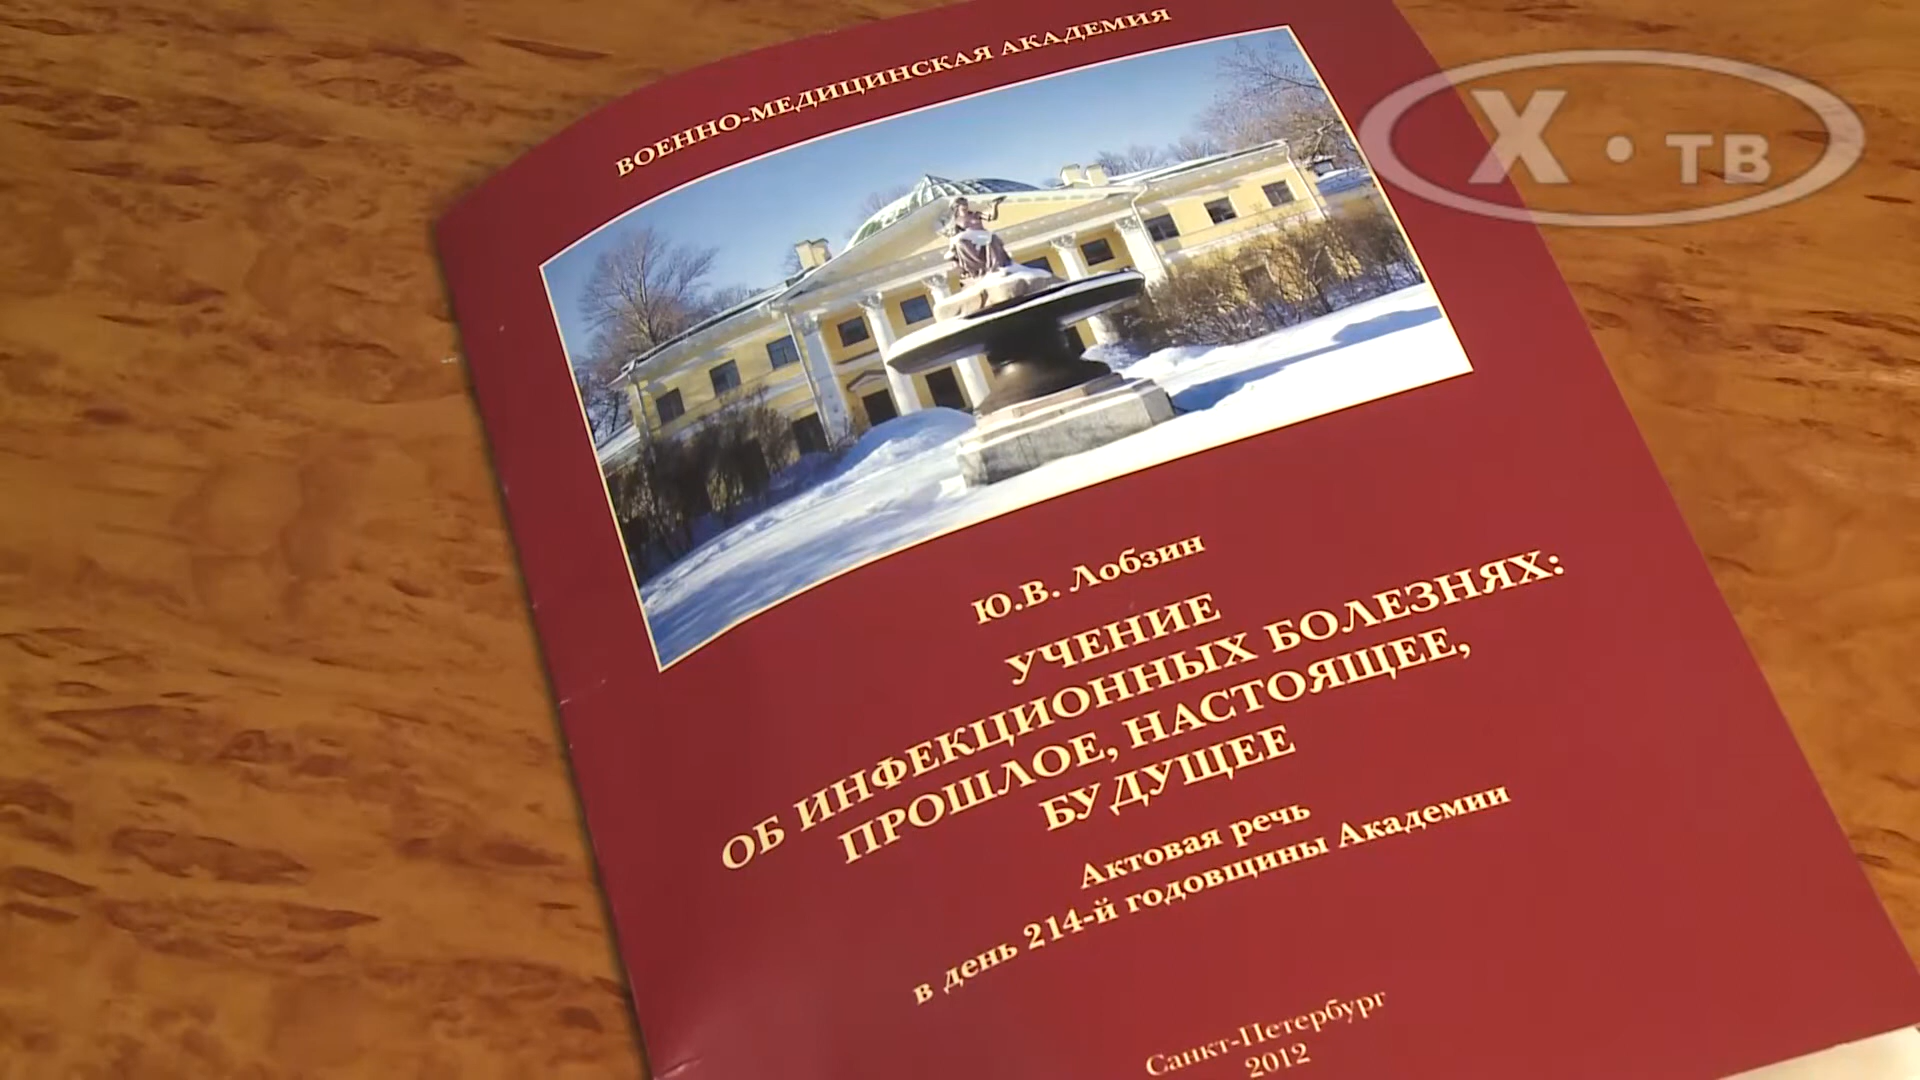 ВОЕННО-МЕДИЦИНСКАЯ АКАДЕМИЯ
Х•ТВ
Ю.В. Лобзин
УЧЕНИЕ
ОБ ИНФЕКЦИОННЫХ БОЛЕЗНЯХ:
ПРОШЛОЕ, НАСТОЯЩЕЕ,
БУДУЩЕЕ
Актовая речь
в день 214-й годовщины Академии
Санкт-Петербург
2012